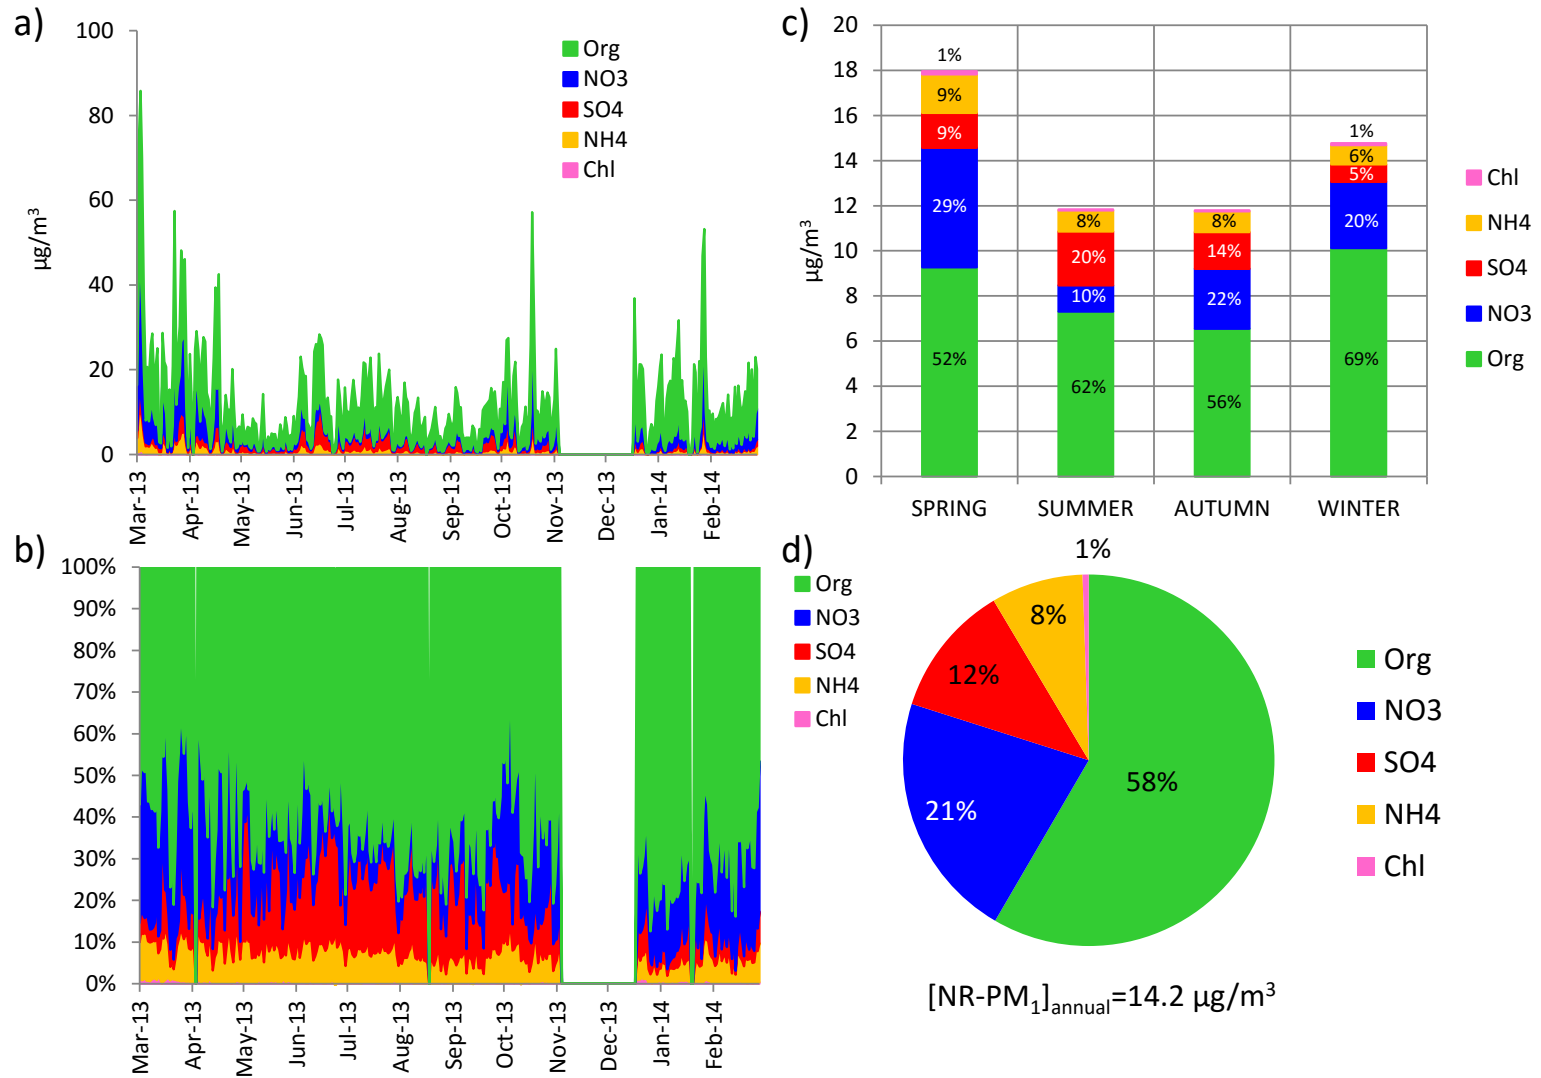 a)
100
80
60
40
20
0
µg/m³
Org
NO3
SO4
NH4
Chl
Mar-13
Apr-13
May-13
Jun-13
Jul-13
Aug-13
Sep-13
Oct-13
Nov-13
Dec-13
Jan-14
Feb-14
c)
20
18
16
14
12
10
8
6
4
2
0
µg/m³
1%
9%
9%
29%
52%
8%
20%
10%
62%
8%
14%
22%
56%
1%
6%
5%
20%
69%
SPRING
SUMMER
AUTUMN
WINTER
Chl
NH4
SO4
NO3
Org
b)
100%
90%
80%
70%
60%
50%
40%
30%
20%
10%
0%
Org
NO3
SO4
NH4
Chl
Mar-13
Apr-13
May-13
Jun-13
Jul-13
Aug-13
Sep-13
Oct-13
Nov-13
Dec-13
Jan-14
Feb-14
d)
1%
8%
12%
21%
58%
Org
NO3
SO4
NH4
Chl
[NR-PM₁]annual=14.2 µg/m³